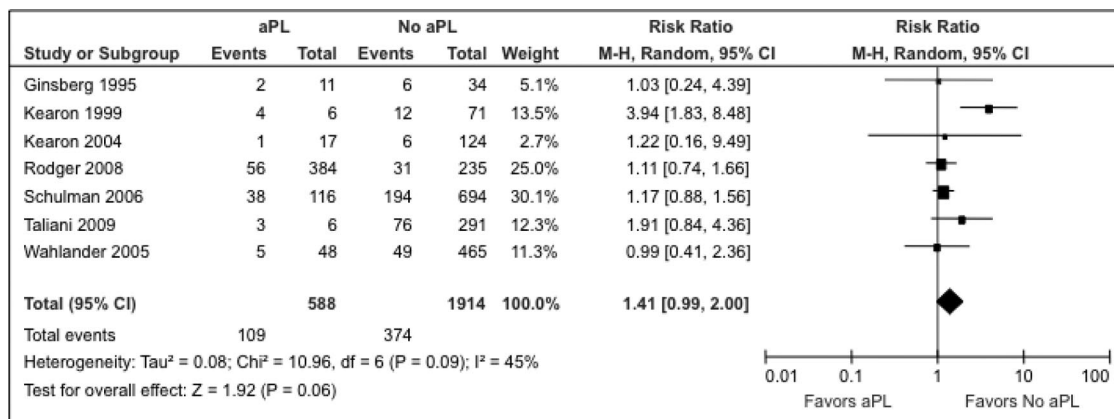 aPL No aPL Risk Ratio Risk Ratio
Study or Subgroup Events Total Events Total Weight M-H, Random, 95% CI M-H, Random, 95% CI
Ginsberg 1995 2 11 6 34 5.1% 1.03 [0.24, 4.39]
Kearon 1999 4 6 12 71 13.5% 3.94 [1.83, 8.48]
Kearon 2004 1 17 6 124 2.7% 1.22 [0.16, 9.49]
Rodger 2008 56 384 31 235 25.0% 1.11 [0.74, 1.66]
Schulman 2006 38 116 194 694 30.1% 1.17 [0.88, 1.56]
Taliani 2009 3 6 76 291 12.3% 1.91 [0.84, 4.36]
Wahlander 2005 5 48 49 465 11.3% 0.99 [0.41, 2.36]
Total (95% CI) 588 1914 100.0% 1.41 [0.99, 2.00]
Total events 109 374
Heterogeneity: Tau² = 0.08; Chi² = 10.96, df = 6 (P = 0.09); I² = 45%
Test for overall effect: Z = 1.92 (P = 0.06)
0.01 0.1 1 10 100
Favors aPL Favors No aPL